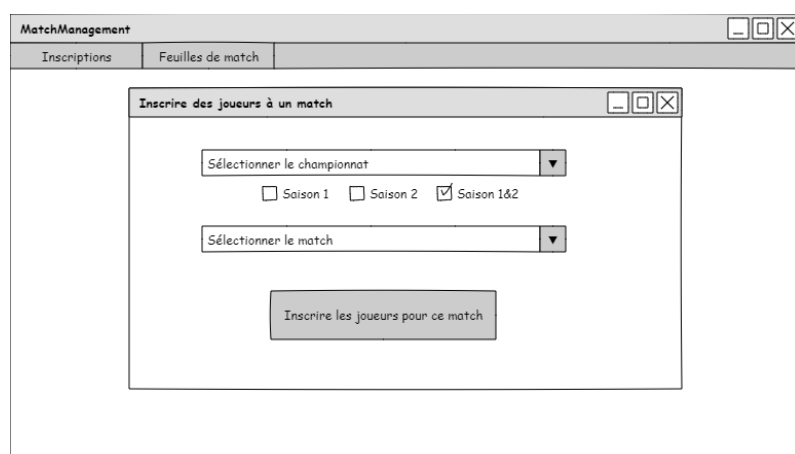 MatchManagement
Inscriptions Feuilles de match
Inscrire des joueurs à un match
Sélectionner le championnat
Saison 1 Saison 2 Saison 1&2
Sélectionner le match
Inscrire les joueurs pour ce match